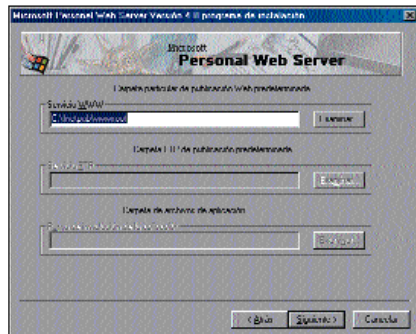 Microsoft Personal Web Server Versión 4.0 programa de instalación
Microsoft
Personal Web Server
Carpeta particular de publicación Web predeterminada
Servicio WWW
C:\Inetpub\wwwroot
Examinar
Carpeta FTP de publicación predeterminada
Servicio FTP
Examinar
Carpeta de archivos de aplicación
Examinar
< Atrás
Siguiente >
Cancelar